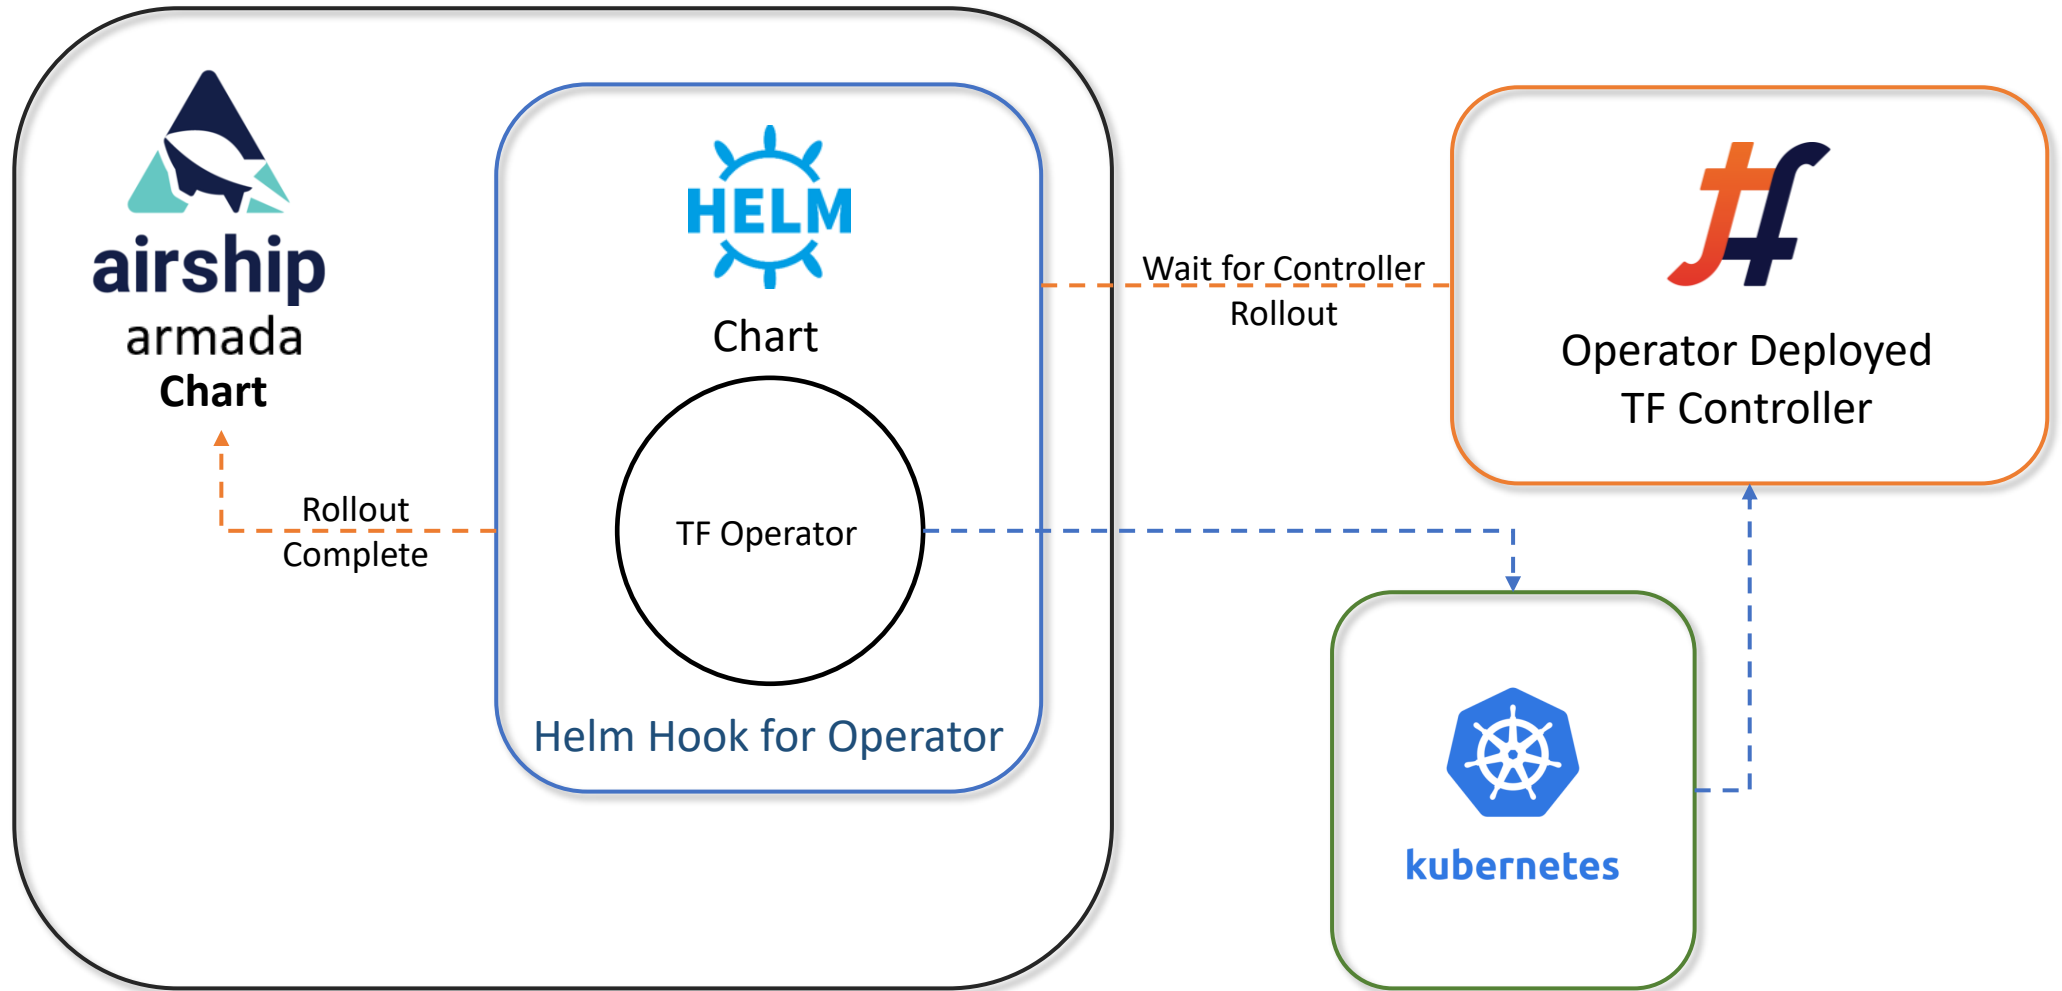 airship
armada
Chart
HELM
Chart
TF Operator
Helm Hook for Operator
Rollout
Complete
Wait for Controller
Rollout
tf
Operator Deployed
TF Controller
kubernetes